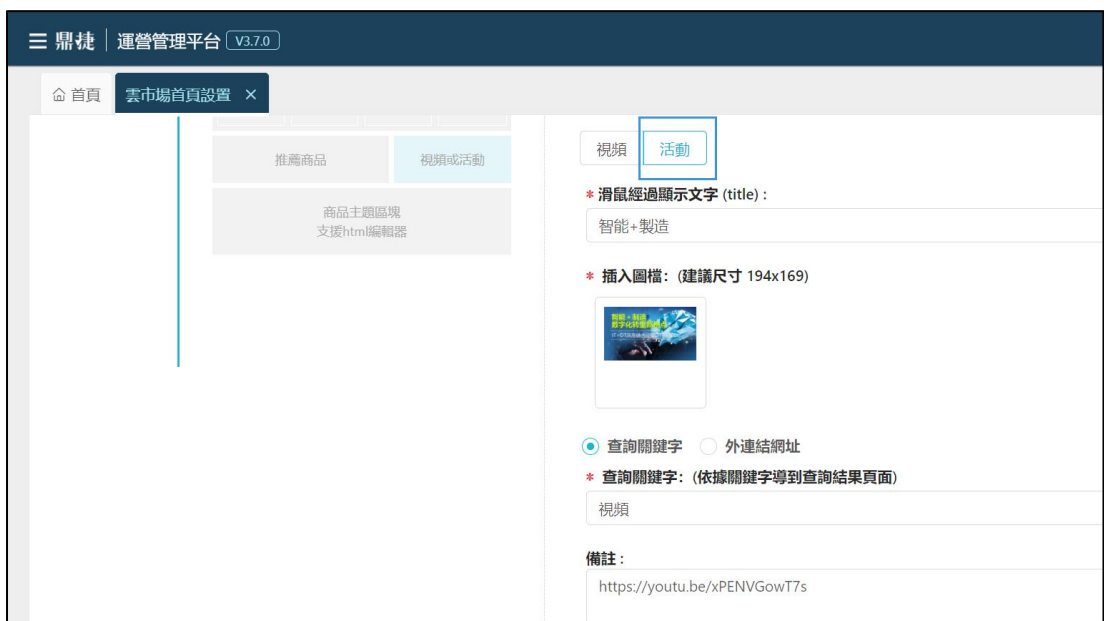 鼎捷 運營管理平台 V3.7.0
首頁 雲市場首頁設置 ×
推薦商品 視頻或活動
商品主題區塊
支援html編輯器
視頻 活動
* 滑鼠經過顯示文字 (title) :
智能+製造
* 插入圖檔：(建議尺寸 194x169)
智能+制造
查詢關鍵字 外連結網址
* 查詢關鍵字：(依據關鍵字導到查詢結果頁面)
視頻
備註 :
https://youtu.be/xPENVGowT7s